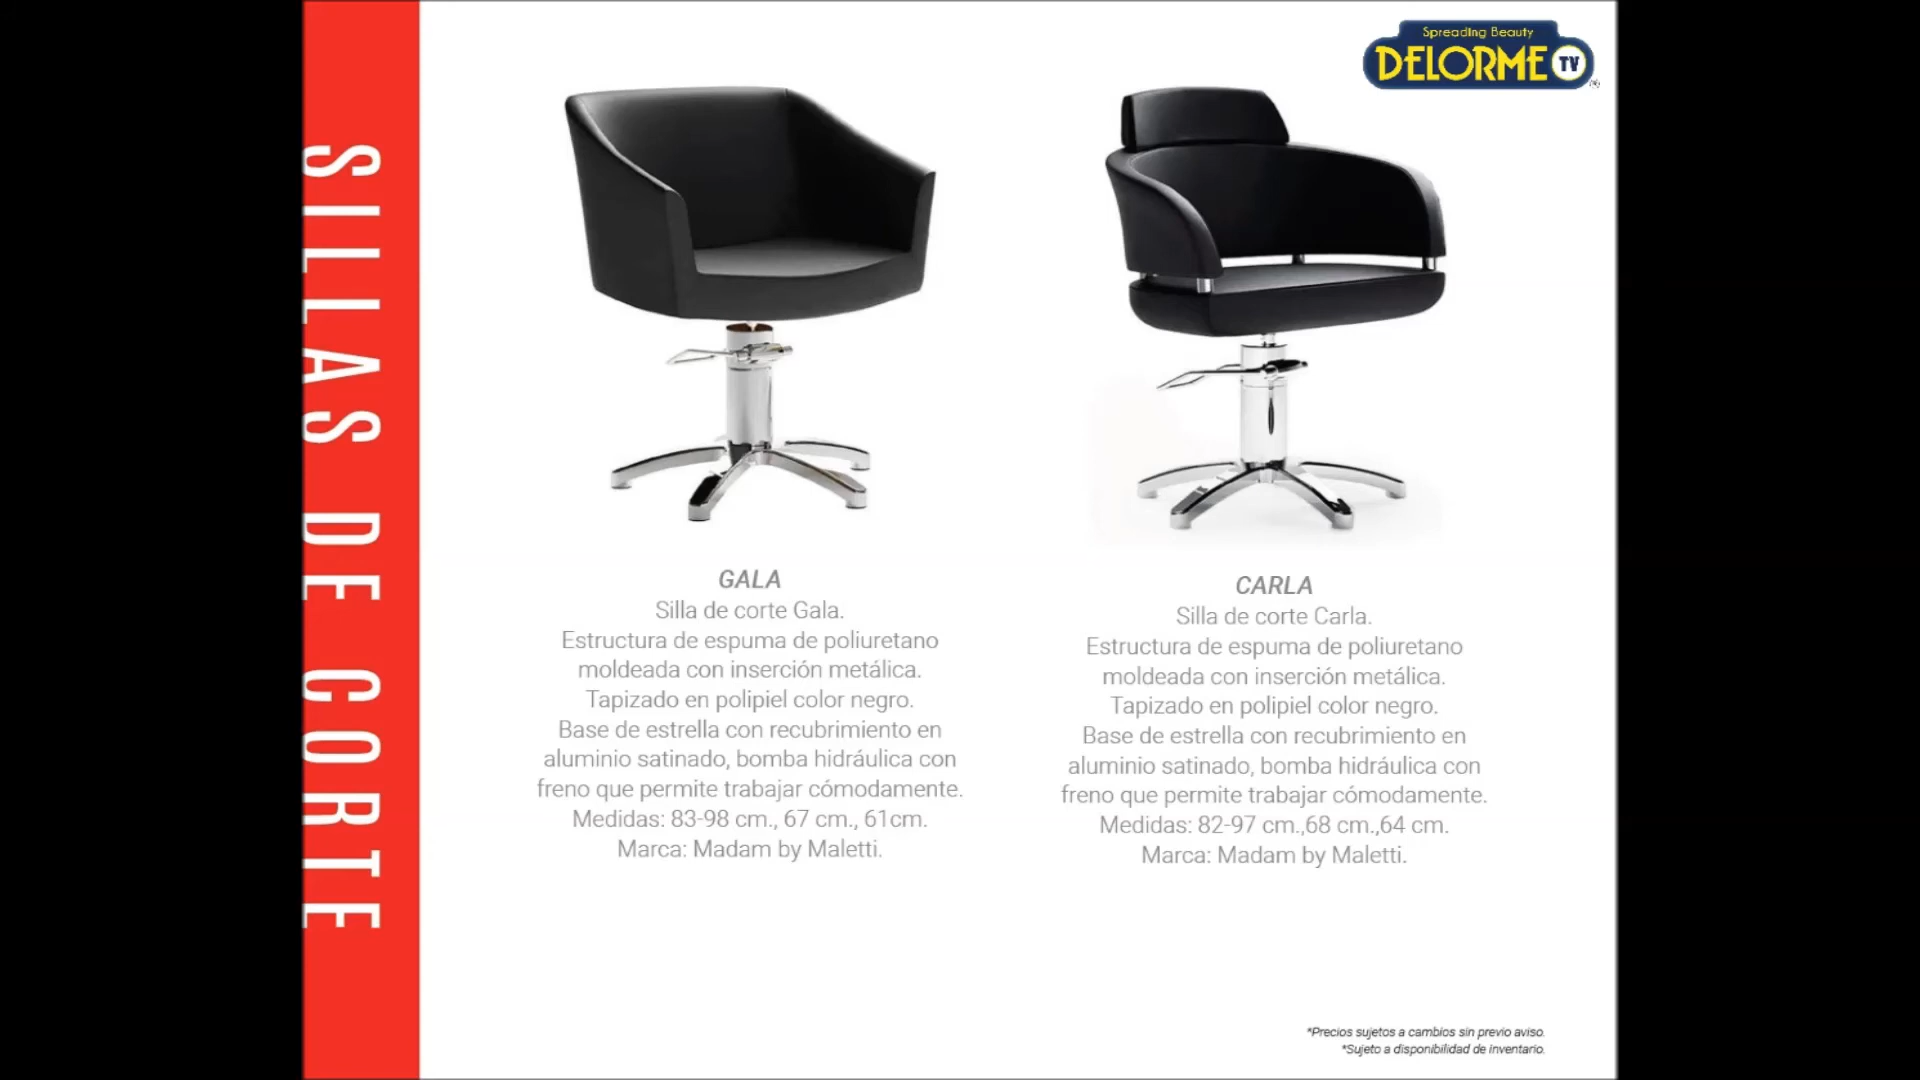 SILLAS DE CORTE
Spreading Beauty
DELORME TV
GALA
Silla de corte Gala.
Estructura de espuma de poliuretano
moldeada con inserción metálica.
Tapizado en polipiel color negro.
Base de estrella con recubrimiento en
aluminio satinado, bomba hidráulica con
freno que permite trabajar cómodamente.
Medidas: 83-98 cm., 67 cm., 61cm.
Marca: Madam by Maletti.
CARLA
Silla de corte Carla.
Estructura de espuma de poliuretano
moldeada con inserción metálica.
Tapizado en polipiel color negro.
Base de estrella con recubrimiento en
aluminio satinado, bomba hidráulica con
freno que permite trabajar cómodamente.
Medidas: 82-97 cm.,68 cm.,64 cm.
Marca: Madam by Maletti.
*Precios sujetos a cambios sin previo aviso.
*Sujeto a disponibilidad de inventario.